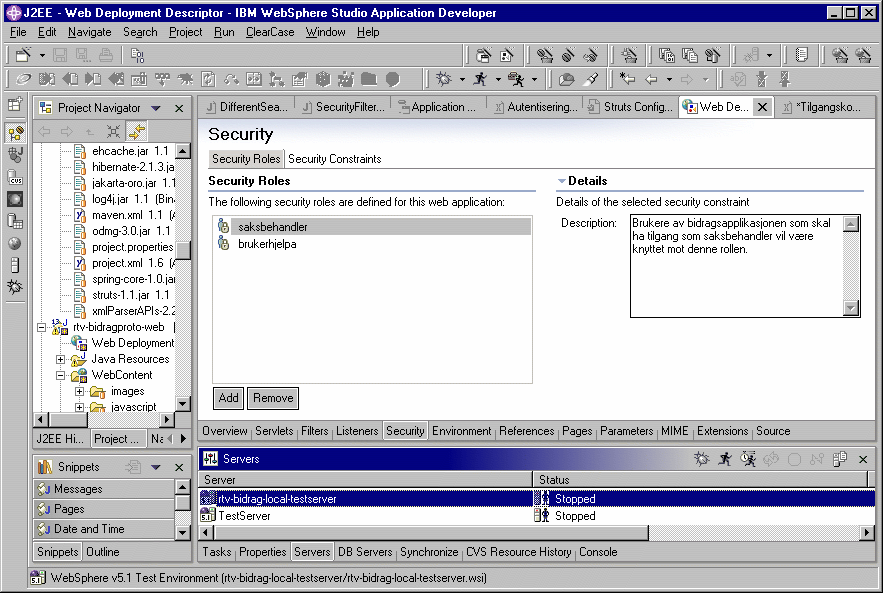 J2EE - Web Deployment Descriptor - IBM WebSphere Studio Application Developer
File Edit Navigate Search Project Run ClearCase Window Help
Project Navigator
DifferentSea... SecurityFilter... Application ... Autentisering... Struts Config... Web De... *Tilgangsko...
ehcache.jar 1.1
hibernate-2.1.3.ja
jakarta-oro.jar 1.1
log4j.jar 1.1 (Bina
maven.xml 1.1 (A
odmg-3.0.jar 1.1
project.properties
project.xml 1.6 (A
spring-core-1.0.jar
struts-1.1.jar 1.1
xmlParserAPIs-2.2
rtv-bidragproto-web
Web Deployment
Java Resources
WebContent
images
javascript
J2EE Hi... Project ... Na
Security
Security Roles Security Constraints
Security Roles
The following security roles are defined for this web application:
saksbehandler
brukerhjelpa
Add Remove
Details
Details of the selected security constraint
Description:
Brukere av bidragsapplikasjonen som skal
ha tilgang som saksbehandler vil være
knyttet mot denne rollen.
Overview Servlets Filters Listeners Security Environment References Pages Parameters MIME Extensions Source
Snippets
Messages
Pages
Date and Time
Snippets Outline
Servers
Server Status
rtv-bidrag-local-testserver Stopped
TestServer Stopped
Tasks Properties Servers DB Servers Synchronize CVS Resource History Console
WebSphere v5.1 Test Environment (rtv-bidrag-local-testserver/rtv-bidrag-local-testserver.wsi)